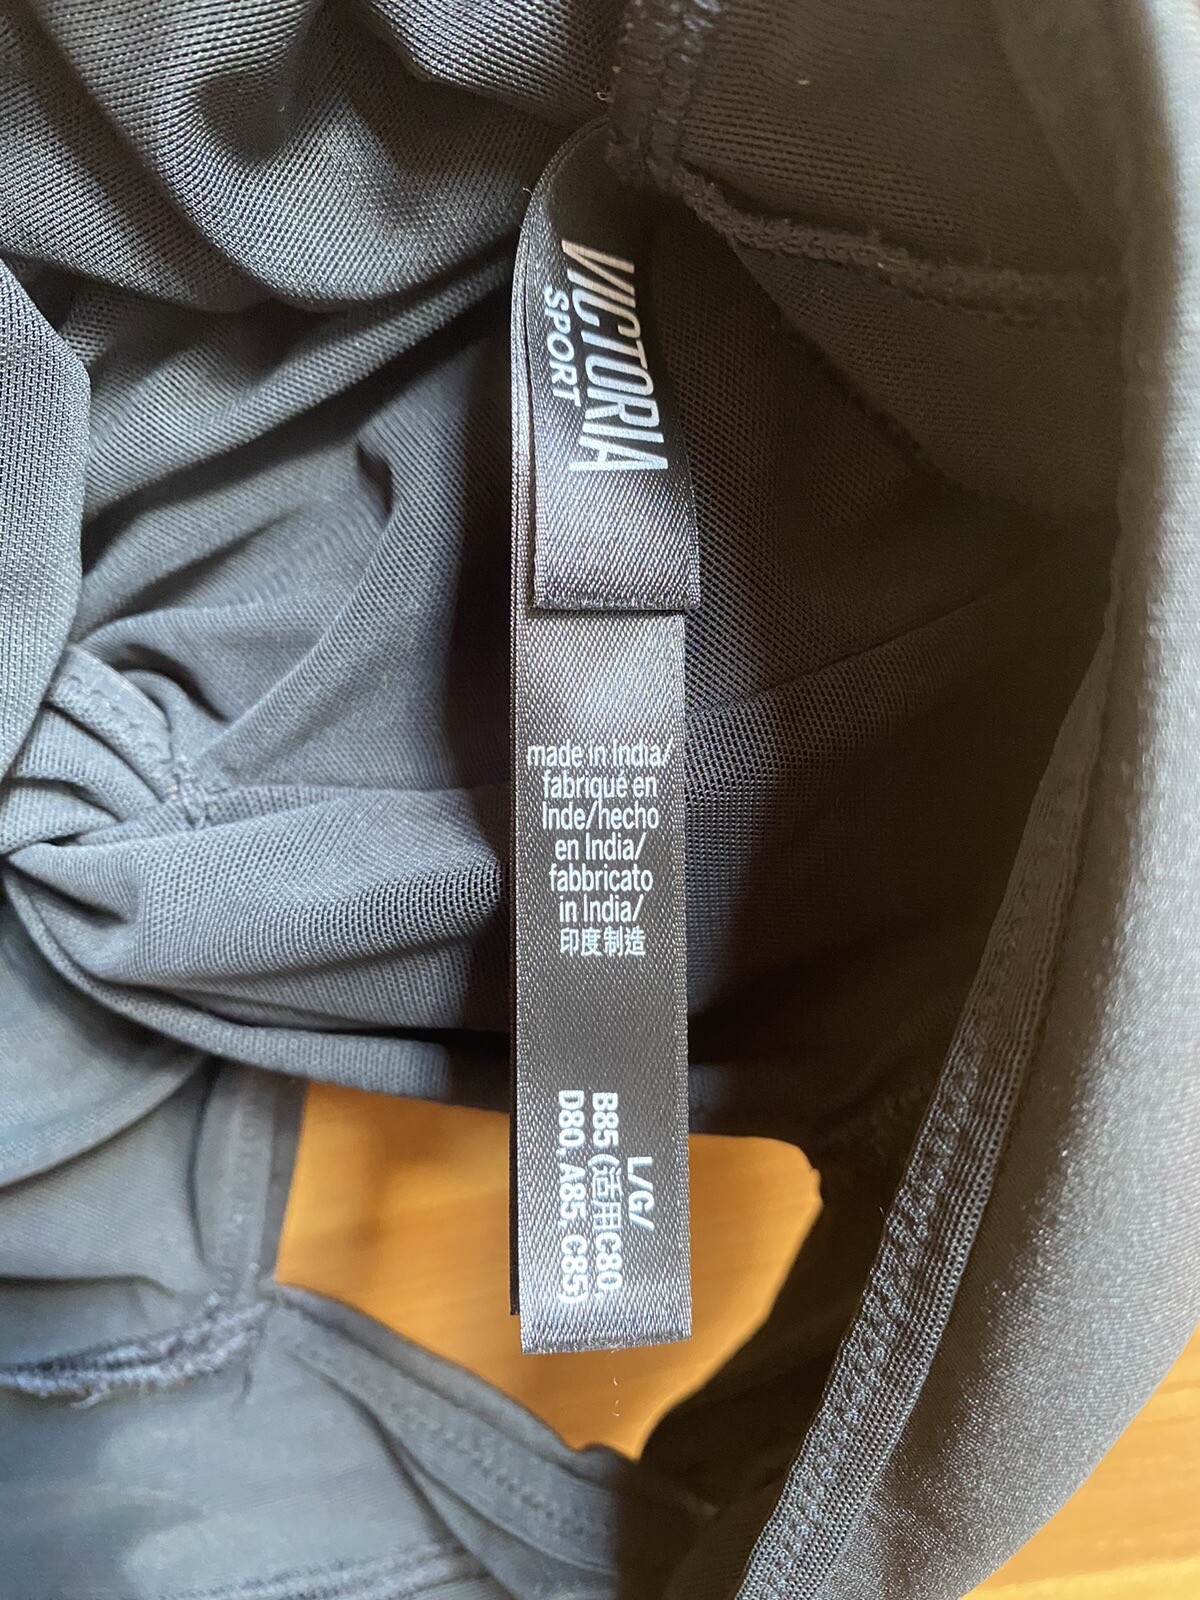 VICTORIA
SPORT
made in India/
fabriqué en
Inde/hecho
en India/
fabbricato
in India/
印度制造
L/G/
B85 (适用C80,
D80, A85, C85)